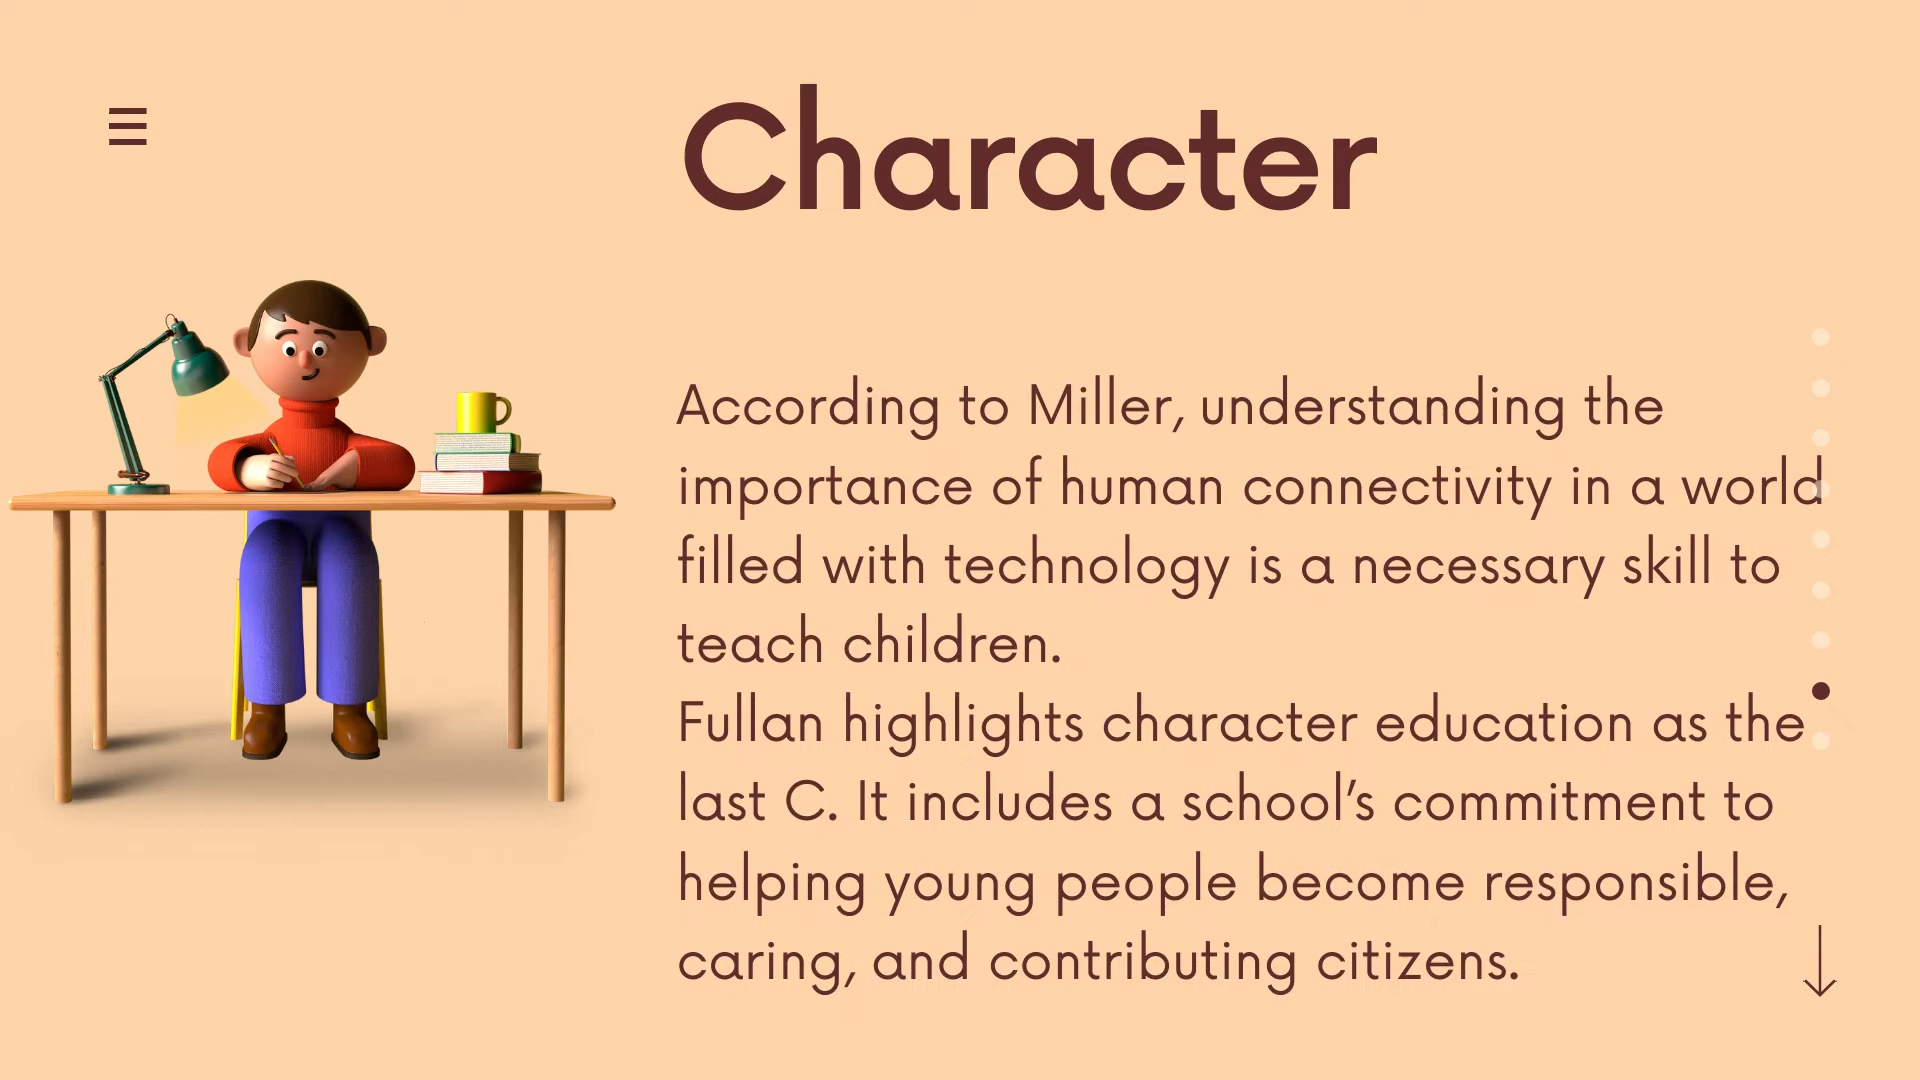 Character
According to Miller, understanding the
importance of human connectivity in a world
filled with technology is a necessary skill to
teach children.
Fullan highlights character education as the
last C. It includes a school’s commitment to
helping young people become responsible,
caring, and contributing citizens.